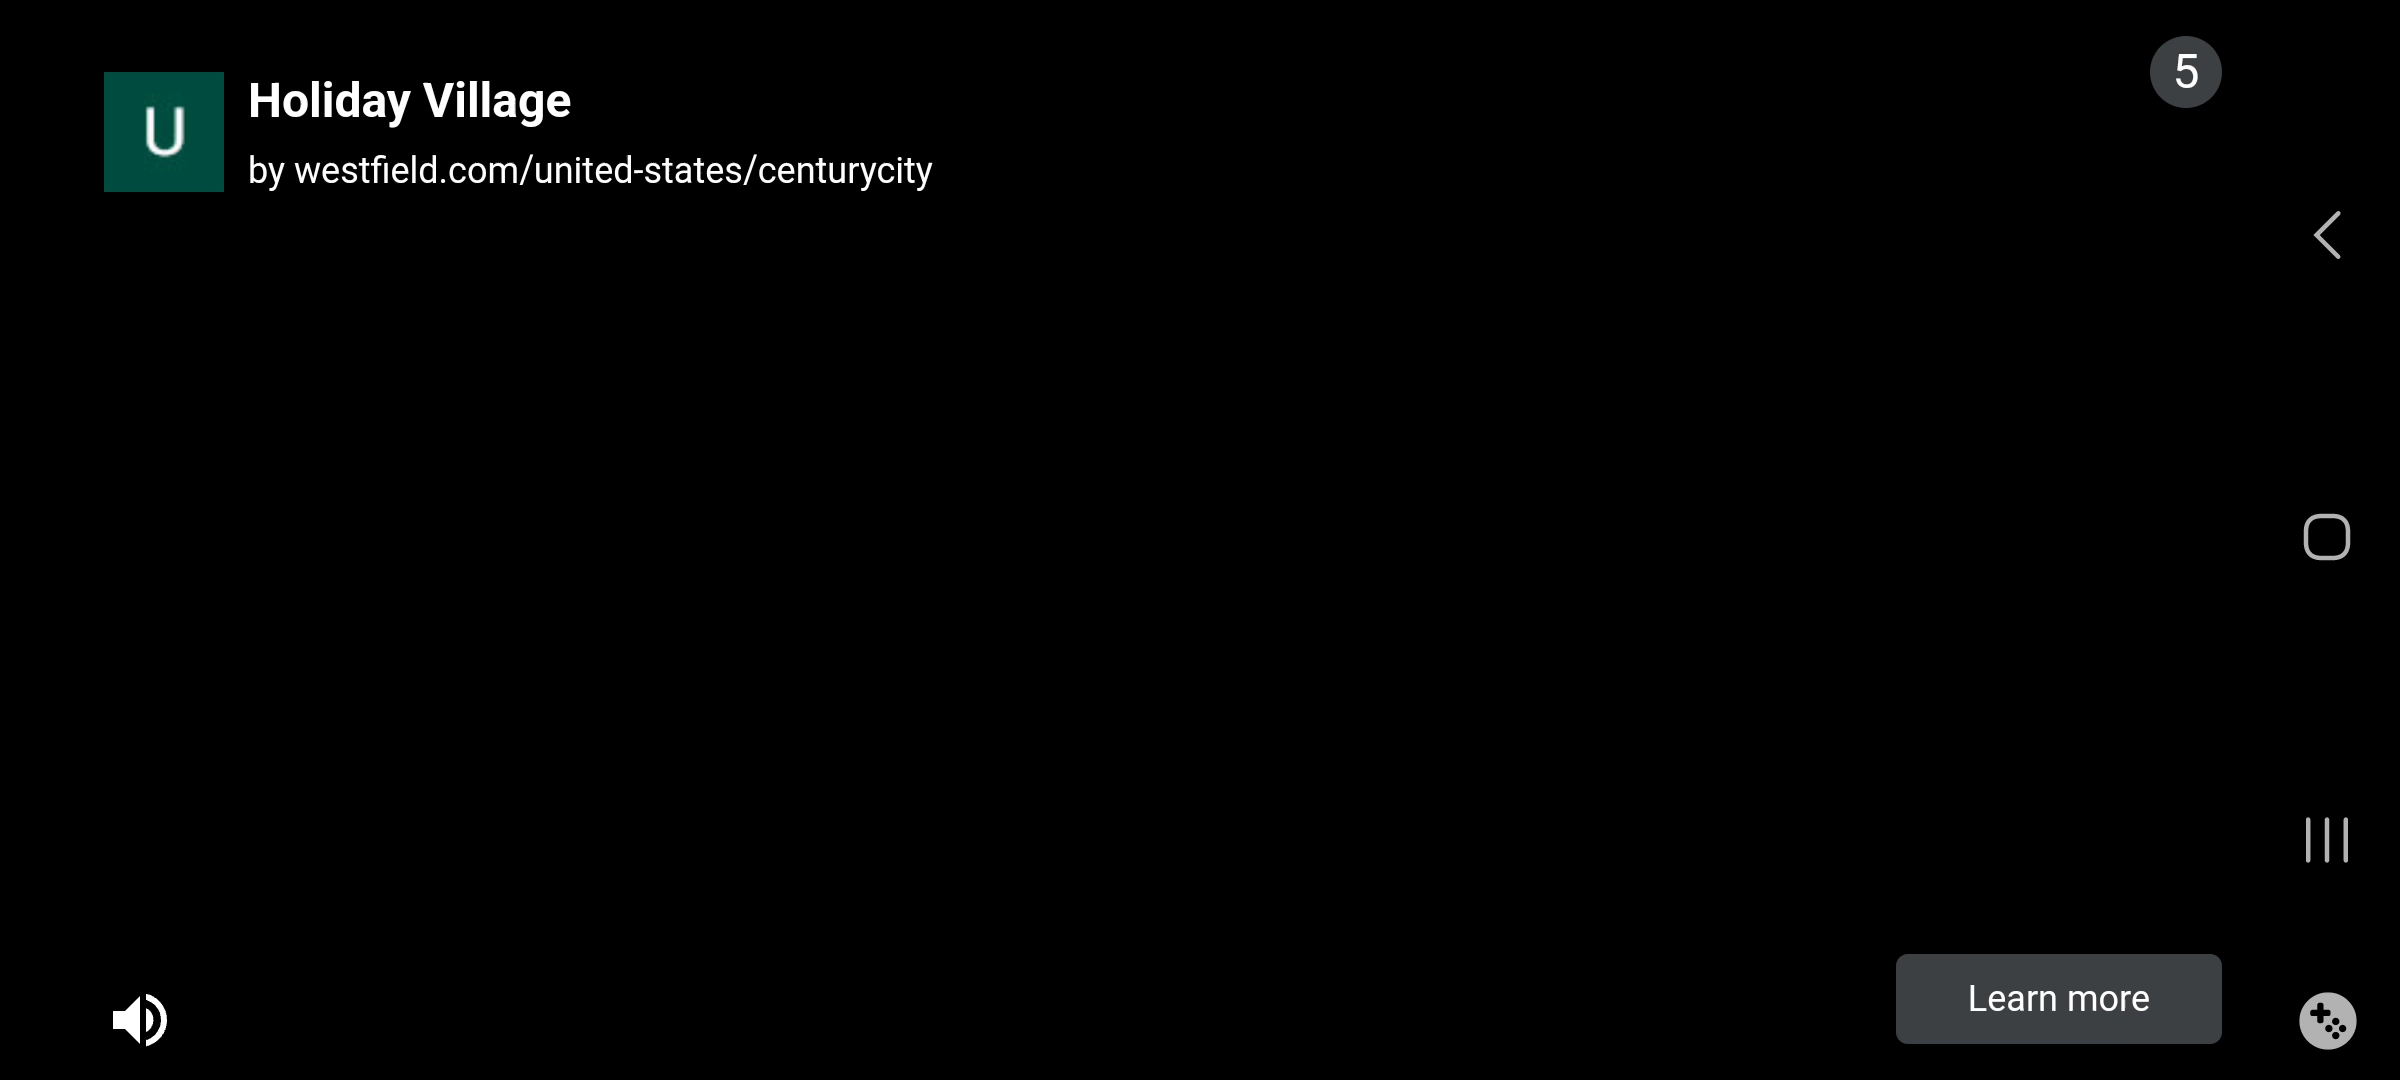 U
Holiday Village
by westfield.com/united-states/centurycity
5
Learn more